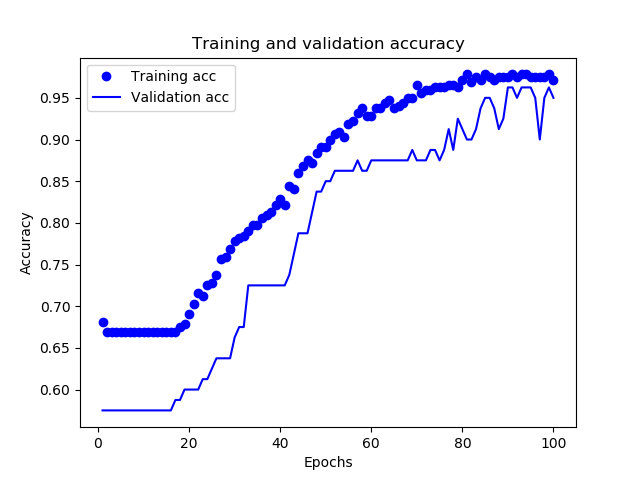 Training and validation accuracy
Training acc
Validation acc
0.95
0.90
0.85
0.80
0.75
0.70
0.65
0.60
Accuracy
0
20
40
60
80
100
Epochs